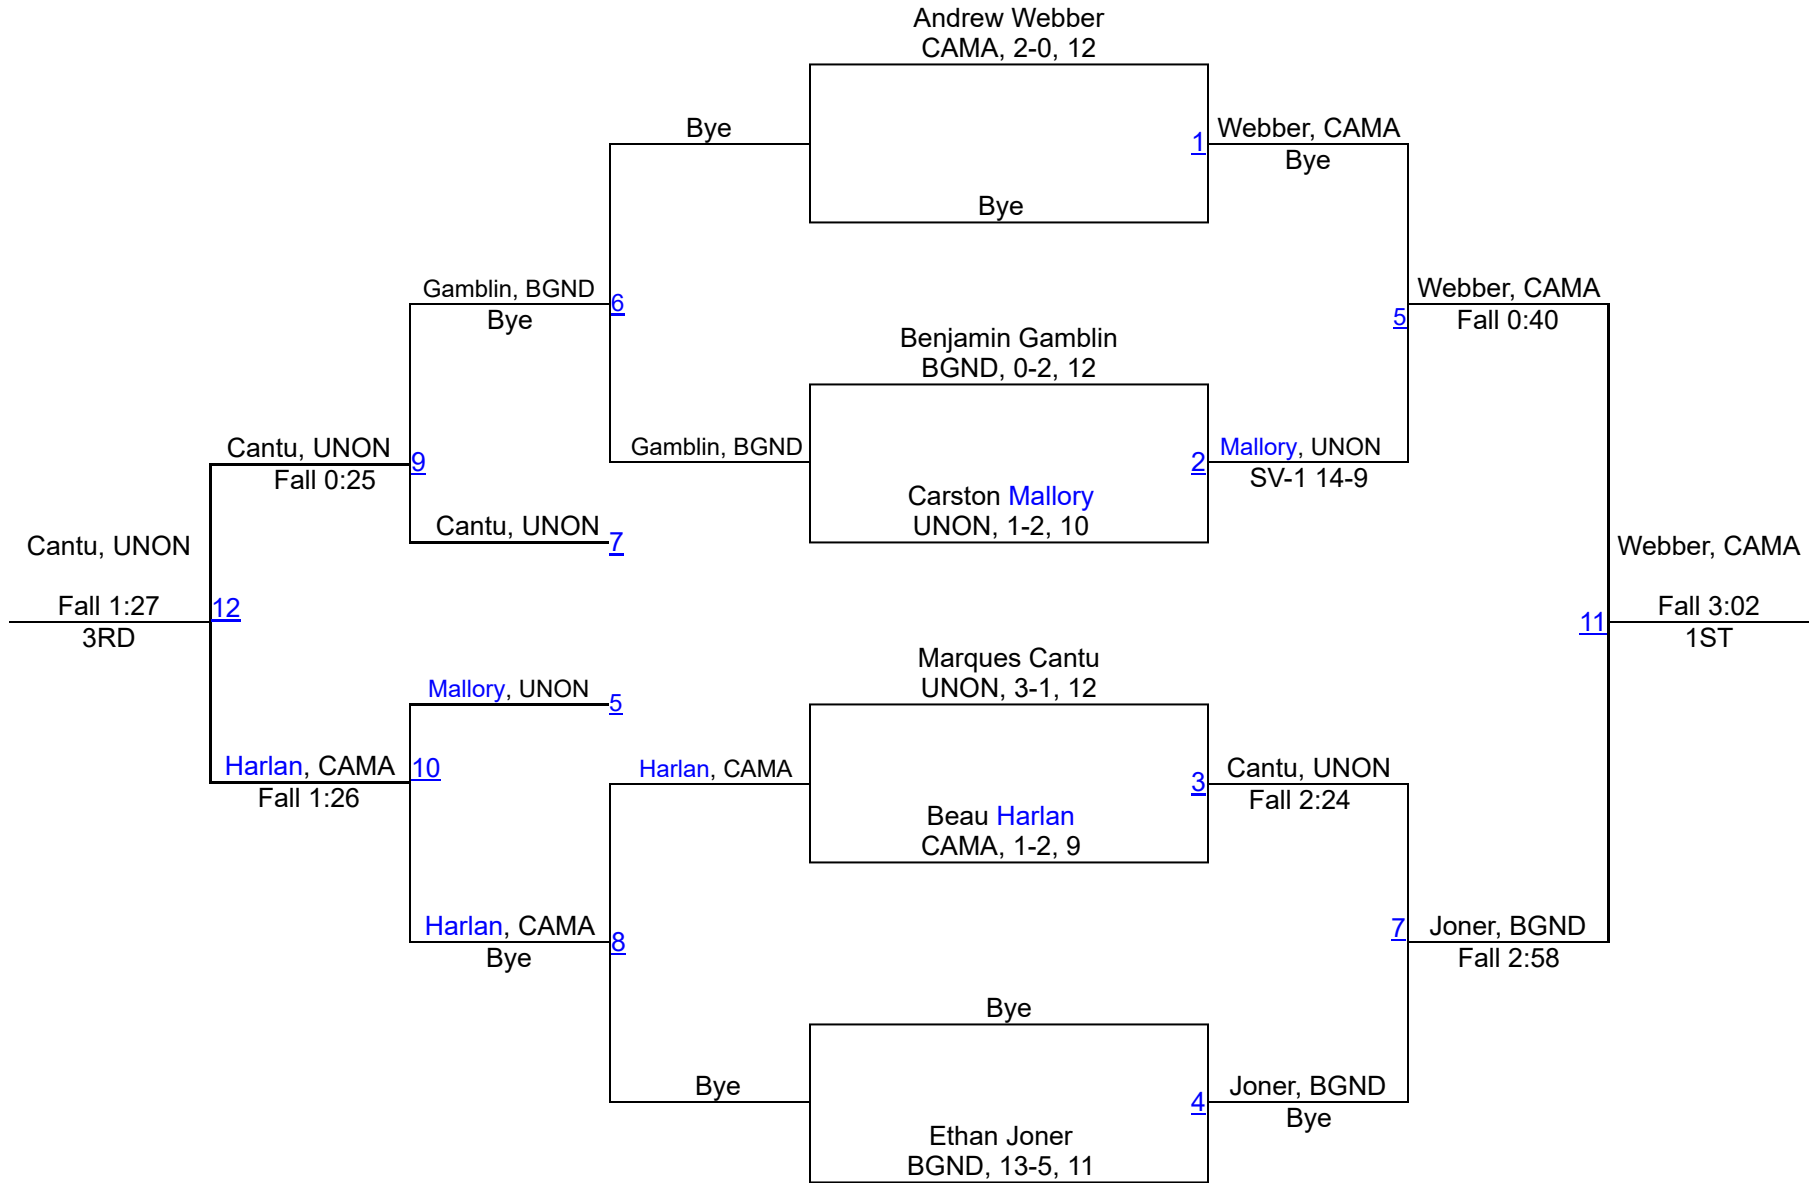 Andrew Webber
CAMA, 2-0, 12
Bye
1
Webber, CAMA
Bye
Bye
Gamblin, BGND
Bye
6
Webber, CAMA
Fall 0:40
5
Benjamin Gamblin
BGND, 0-2, 12
Cantu, UNON
Fall 0:25
9
Gamblin, BGND
2
Mallory, UNON
SV-1 14-9
Carston Mallory
UNON, 1-2, 10
Cantu, UNON
7
Cantu, UNON
Fall 1:27
3RD
12
Webber, CAMA
Fall 3:02
1ST
11
Marques Cantu
UNON, 3-1, 12
Mallory, UNON
5
Harlan, CAMA
Fall 1:26
10
Harlan, CAMA
3
Cantu, UNON
Fall 2:24
Beau Harlan
CAMA, 1-2, 9
Harlan, CAMA
Bye
8
7
Joner, BGND
Fall 2:58
Bye
Bye
4
Joner, BGND
Bye
Ethan Joner
BGND, 13-5, 11